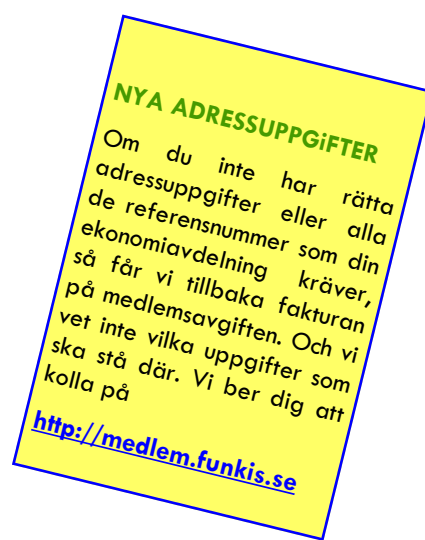 NYA ADRESSUPPGiFTER
Om du inte har rätta
adressuppgifter eller alla
de referensnummer som din
ekonomiavdelning kräver,
så får vi tillbaka fakturan
på medlemsavgiften. Och vi
vet inte vilka uppgifter som
ska stå där. Vi ber dig att
kolla på
http://medlem.funkis.se